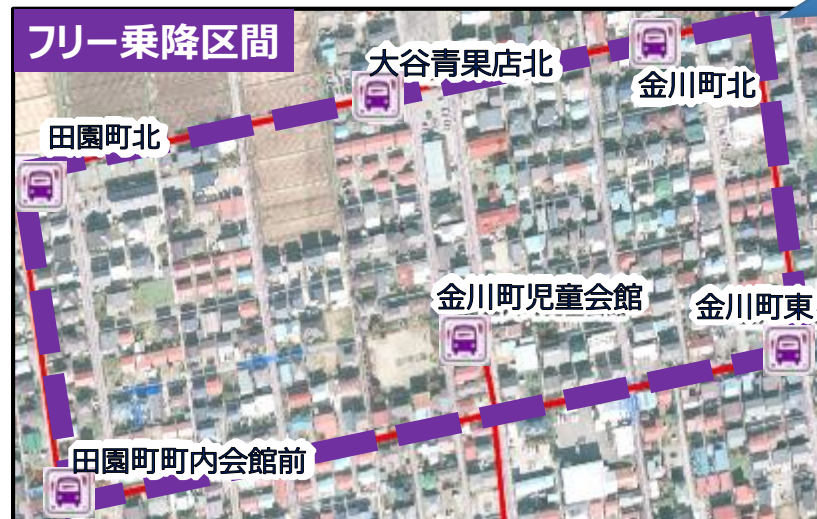 フリー乗降区間
大谷青果店北
金川町北
田園町北
金川町児童会館
金川町東
田園町町内会館前